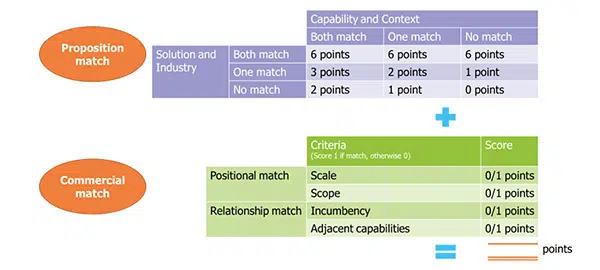 Capability and Context
Both match One match No match
Proposition
match
Solution and
Industry
Both match 6 points 6 points 6 points
One match 3 points 2 points 1 point
No match 2 points 1 point 0 points
+
Commercial
match
Criteria
(Score 1 if match, otherwise 0)
Score
Positional match Scale 0/1 points
Scope 0/1 points
Relationship match Incumbency 0/1 points
Adjacent capabilities 0/1 points
= points